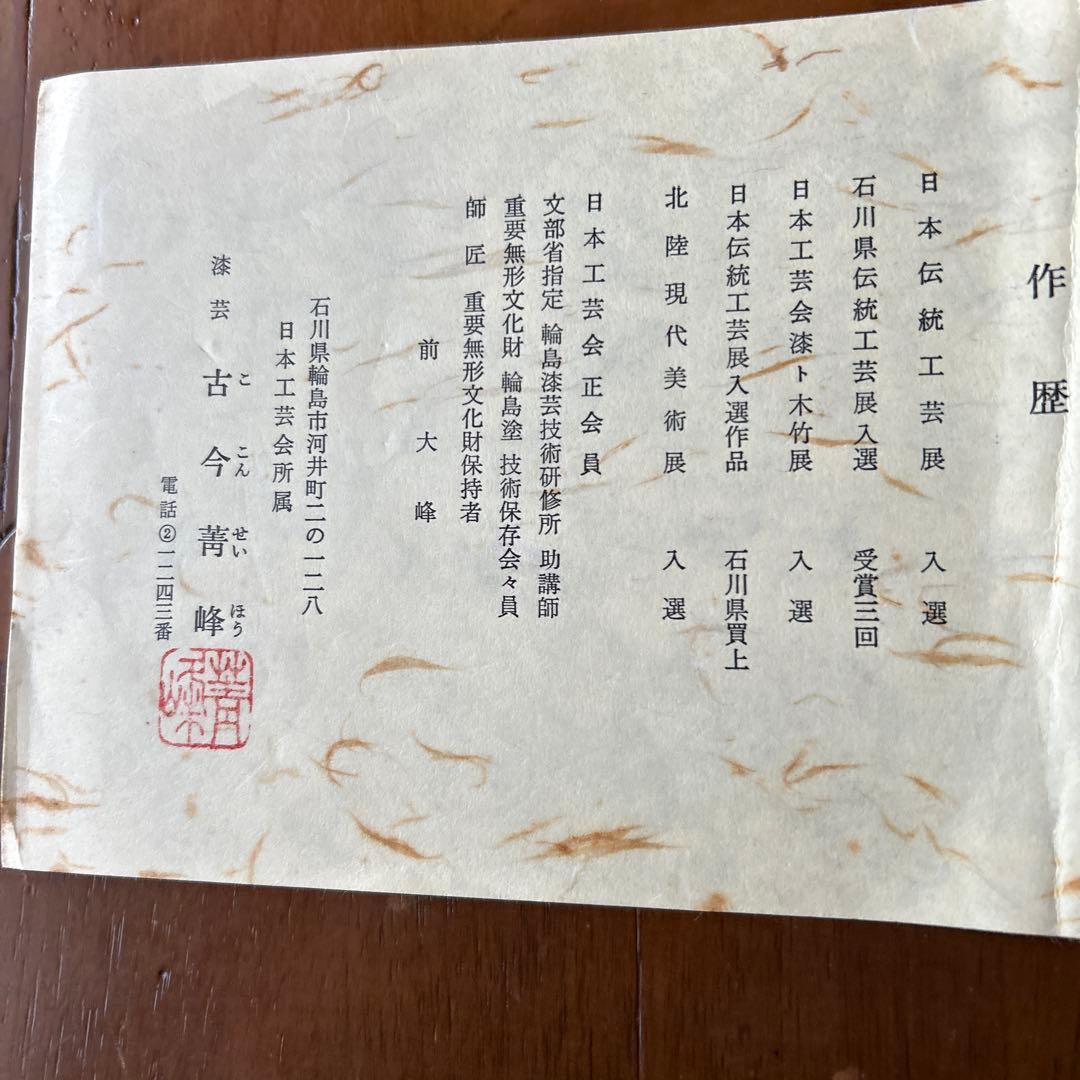 作歴
日本伝統工芸展 入選
石川県伝統工芸展入選 受賞三回
日本工芸会漆ト木竹展 入選
日本伝統工芸展入選作品 石川県買上
北陸現代美術展 入選
日本工芸会正会員
文部省指定 輪島漆芸技術研修所 助講師
重要無形文化財 輪島塗 技術保存会々員
師匠 重要無形文化財保持者
前大峰
石川県輪島市河井町二の一二八
日本工芸会所属
漆芸 古今菁峰
ここんせいほう
電話②一二四三番
菁峰